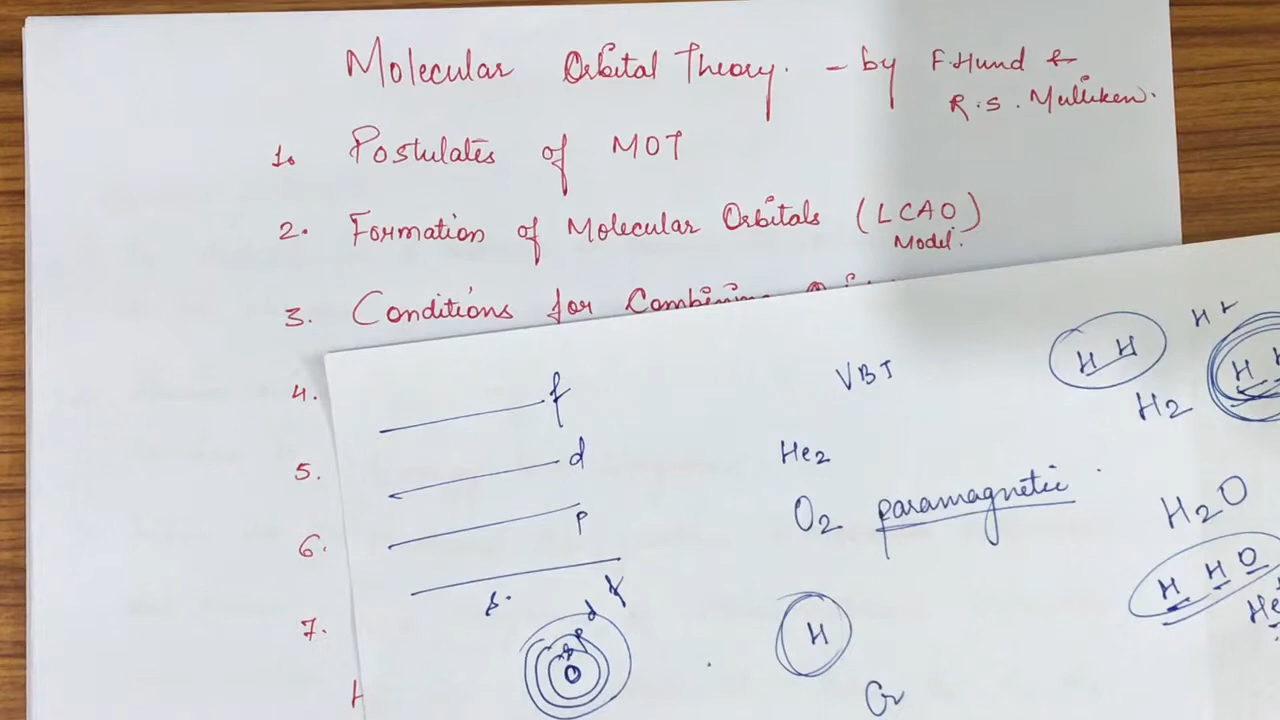 Molecular Orbital Theory. - by F. Hund &
R.S. Mulliken.
1. Postulates of MOT
2. Formation of Molecular Orbitals (LCAO)
Model.
3. Conditions for Combining
4.
5.
6.
7.
f
d
p
s.
VBT
He2
O2 paramagnetic
H
H H
H2
H2O
H H O